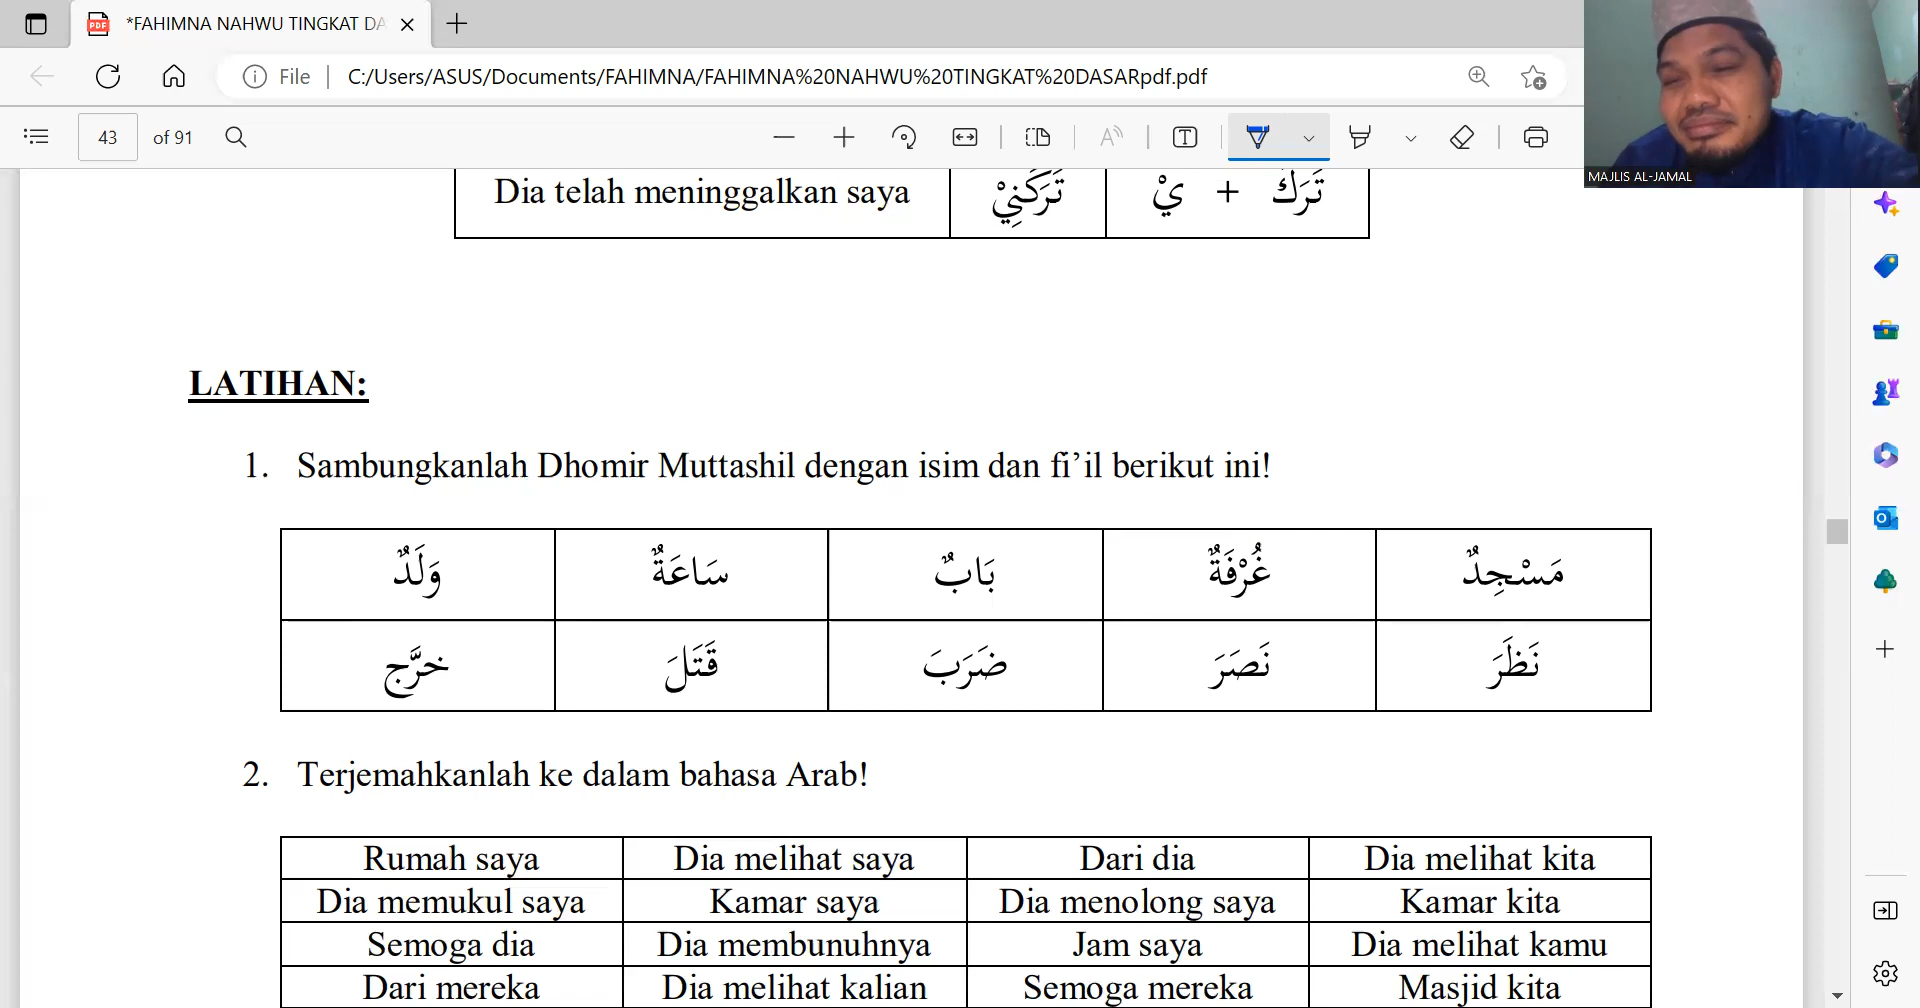 *FAHIMNA NAHWU TINGKAT DA
File
C:/Users/ASUS/Documents/FAHIMNA/FAHIMNA%20NAHWU%20TINGKAT%20DASARpdf.pdf
43 of 91
MAJLIS AL-JAMAL
Dia telah meninggalkan saya تَرَكَنِيْ تَرَكَ + يْ
LATIHAN:
1. Sambungkanlah Dhomir Muttashil dengan isim dan fi’il berikut ini!
مَسْجِدٌ غُرْفَةٌ بَابٌ سَاعَةٌ وَلَدٌ
نَظَرَ نَصَرَ ضَرَبَ قَتَلَ خرَّج
2. Terjemahkanlah ke dalam bahasa Arab!
Rumah saya Dia melihat saya Dari dia Dia melihat kita
Dia memukul saya Kamar saya Dia menolong saya Kamar kita
Semoga dia Dia membunuhnya Jam saya Dia melihat kamu
Dari mereka Dia melihat kalian Semoga mereka Masjid kita